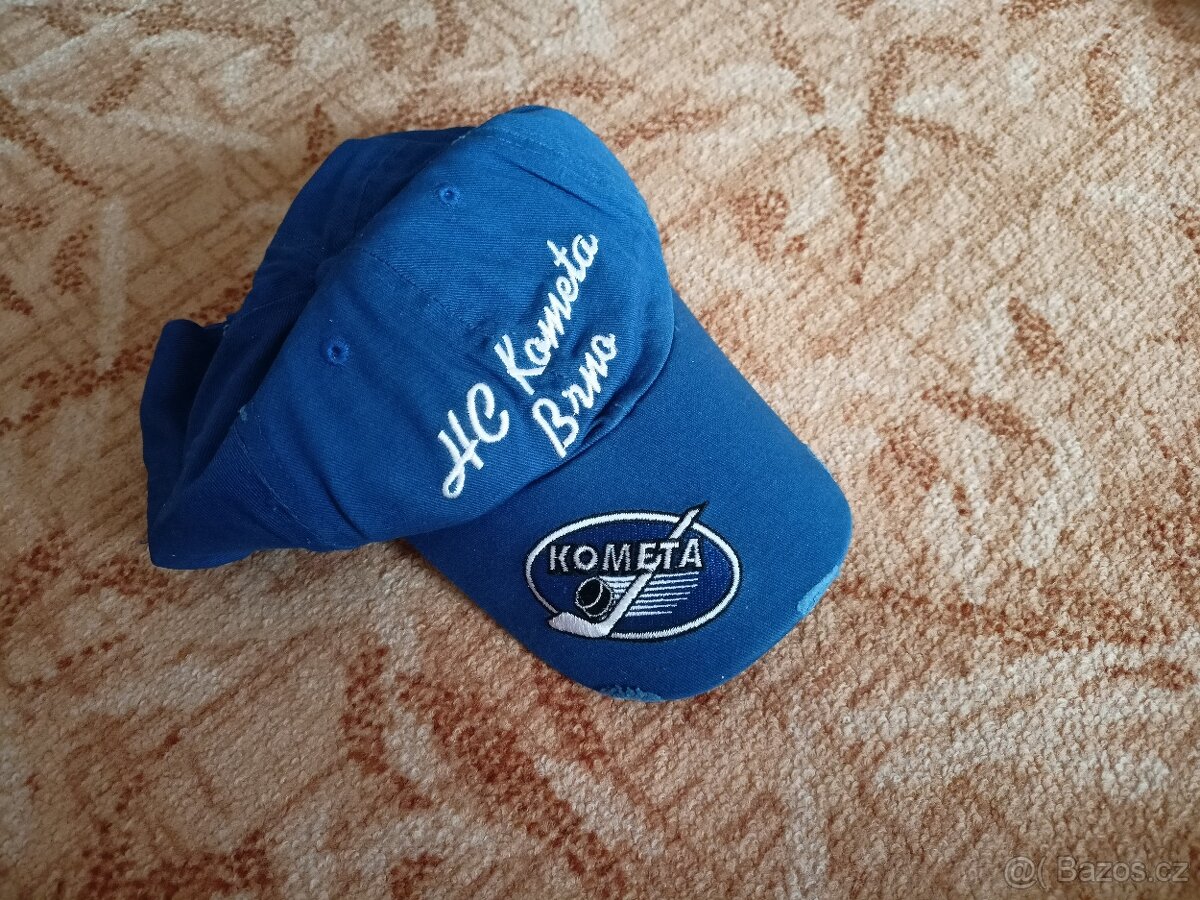 HC Kometa
Brno
KOMETA
@( Bazos.cz